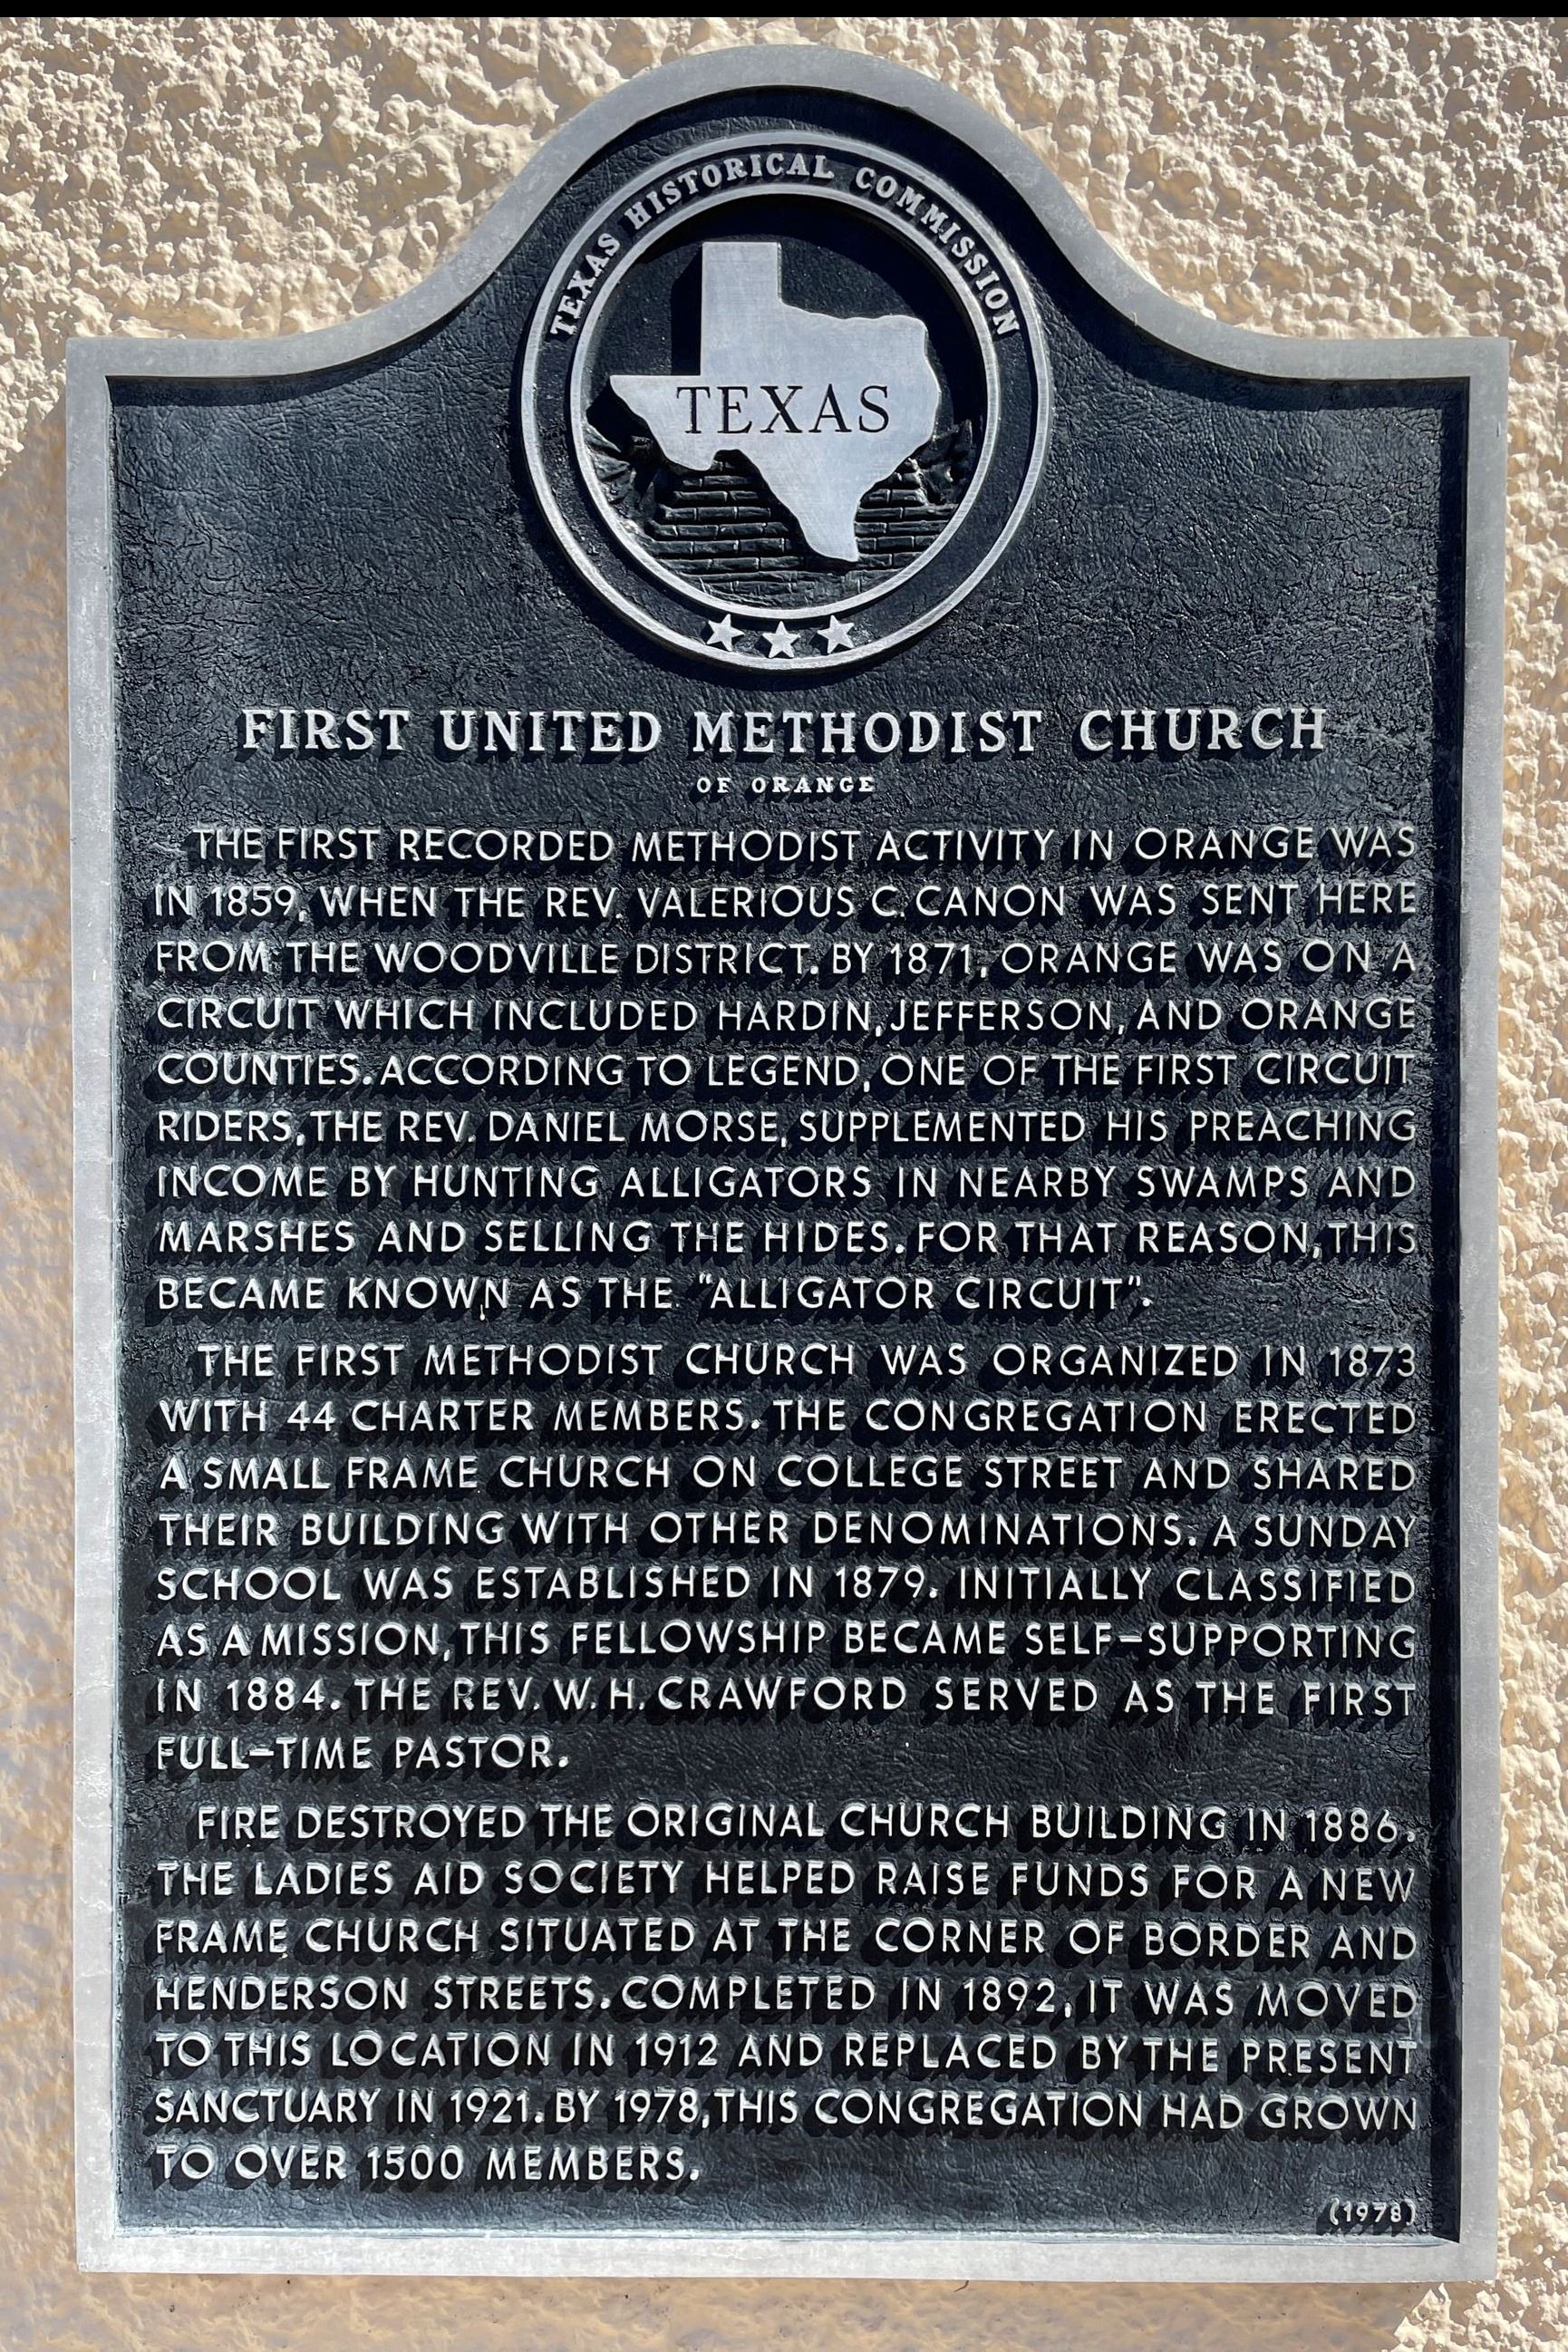 TEXAS HISTORICAL COMMISSION
TEXAS
FIRST UNITED METHODIST CHURCH
OF ORANGE
THE FIRST RECORDED METHODIST ACTIVITY IN ORANGE WAS
IN 1859, WHEN THE REV. VALERIOUS C. CANON WAS SENT HERE
FROM THE WOODVILLE DISTRICT. BY 1871, ORANGE WAS ON A
CIRCUIT WHICH INCLUDED HARDIN, JEFFERSON, AND ORANGE
COUNTIES. ACCORDING TO LEGEND, ONE OF THE FIRST CIRCUIT
RIDERS, THE REV. DANIEL MORSE, SUPPLEMENTED HIS PREACHING
INCOME BY HUNTING ALLIGATORS IN NEARBY SWAMPS AND
MARSHES AND SELLING THE HIDES. FOR THAT REASON, THIS
BECAME KNOWN AS THE "ALLIGATOR CIRCUIT".
THE FIRST METHODIST CHURCH WAS ORGANIZED IN 1873
WITH 44 CHARTER MEMBERS. THE CONGREGATION ERECTED
A SMALL FRAME CHURCH ON COLLEGE STREET AND SHARED
THEIR BUILDING WITH OTHER DENOMINATIONS. A SUNDAY
SCHOOL WAS ESTABLISHED IN 1879. INITIALLY CLASSIFIED
AS A MISSION, THIS FELLOWSHIP BECAME SELF-SUPPORTING
IN 1884. THE REV. W. H. CRAWFORD SERVED AS THE FIRST
FULL-TIME PASTOR.
FIRE DESTROYED THE ORIGINAL CHURCH BUILDING IN 1886.
THE LADIES AID SOCIETY HELPED RAISE FUNDS FOR A NEW
FRAME CHURCH SITUATED AT THE CORNER OF BORDER AND
HENDERSON STREETS. COMPLETED IN 1892, IT WAS MOVED
TO THIS LOCATION IN 1912 AND REPLACED BY THE PRESENT
SANCTUARY IN 1921. BY 1978, THIS CONGREGATION HAD GROWN
TO OVER 1500 MEMBERS.
(1978)